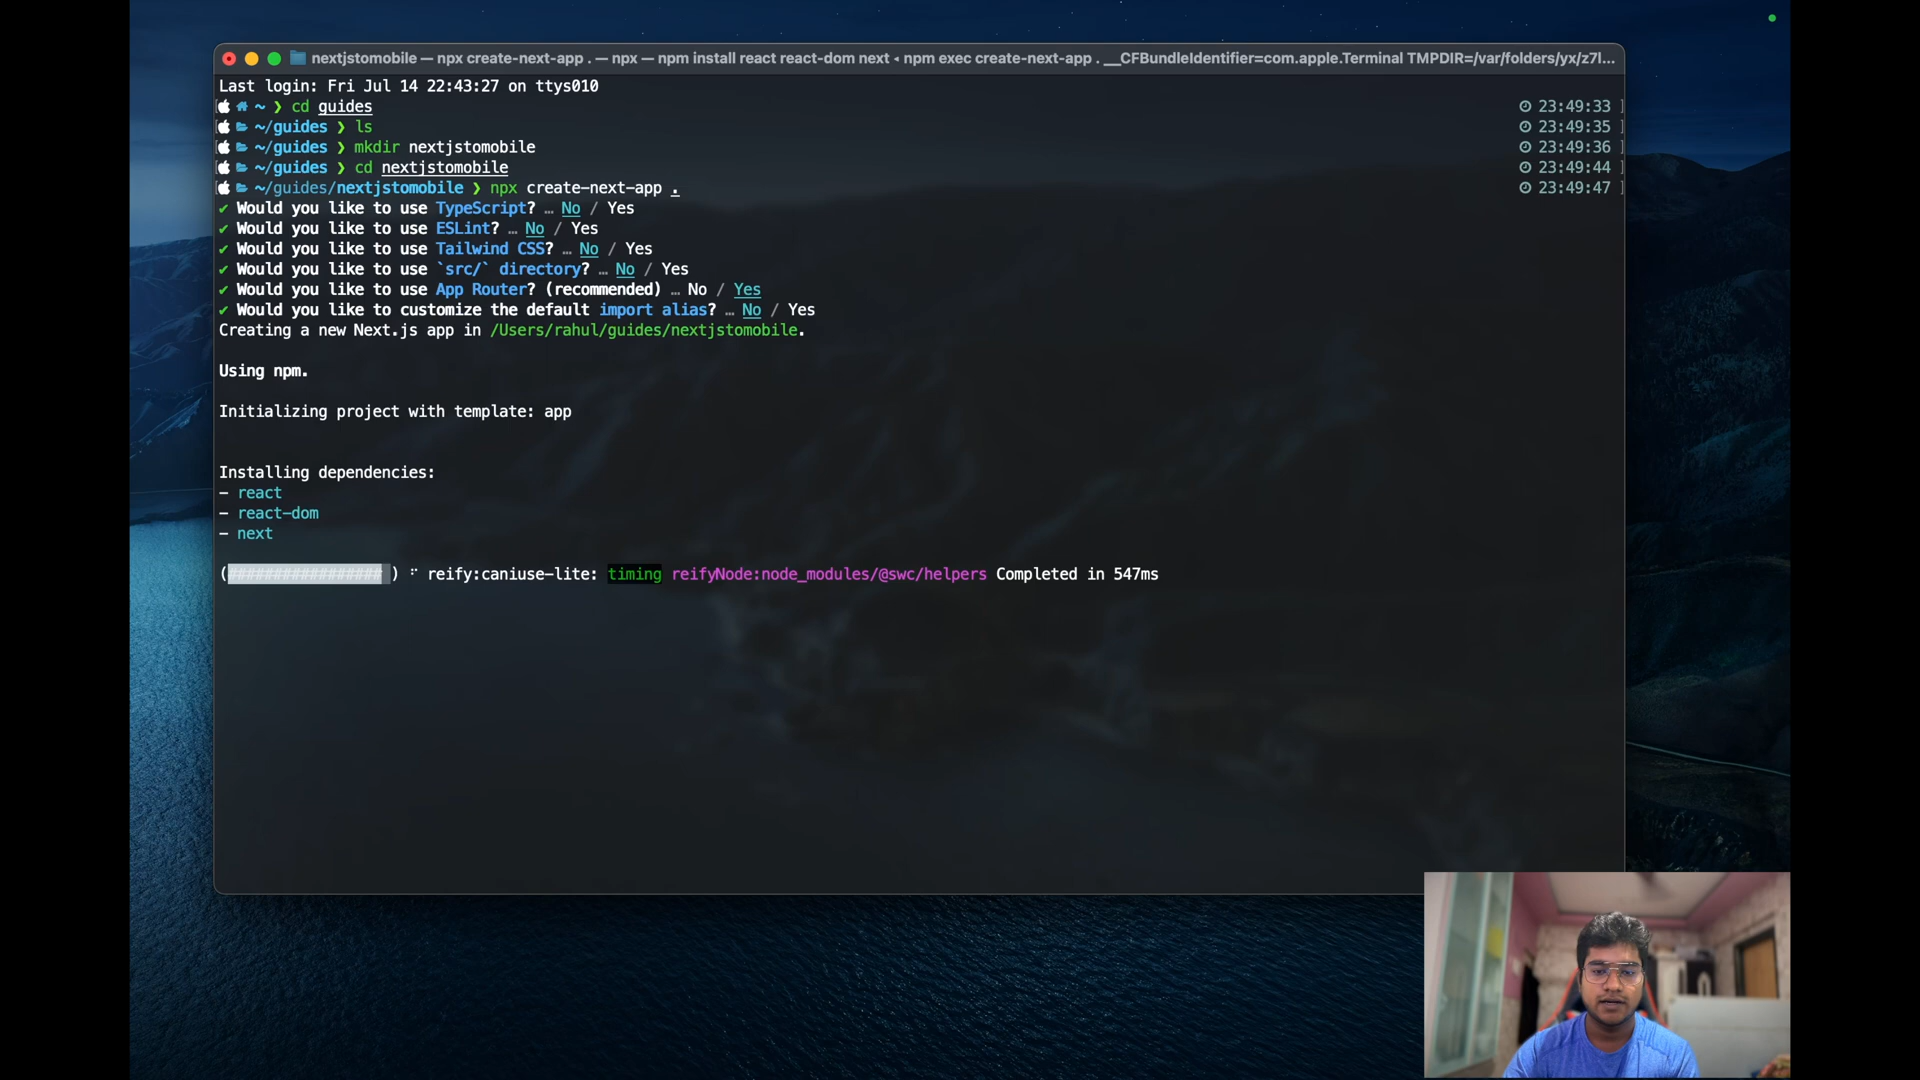 nextjstomobile — npx create-next-app . — npx — npm install react react-dom next ◂ npm exec create-next-app . __CFBundleIdentifier=com.apple.Terminal TMPDIR=/var/folders/yx/z7l...
Last login: Fri Jul 14 22:43:27 on ttys010
~ ❯ cd guides 23:49:33
~/guides ❯ ls 23:49:35
~/guides ❯ mkdir nextjstomobile 23:49:36
~/guides ❯ cd nextjstomobile 23:49:44
~/guides/nextjstomobile ❯ npx create-next-app . 23:49:47
✔ Would you like to use TypeScript? … No / Yes
✔ Would you like to use ESLint? … No / Yes
✔ Would you like to use Tailwind CSS? … No / Yes
✔ Would you like to use `src/` directory? … No / Yes
✔ Would you like to use App Router? (recommended) … No / Yes
✔ Would you like to customize the default import alias? … No / Yes
Creating a new Next.js app in /Users/rahul/guides/nextjstomobile.
Using npm.
Initializing project with template: app
Installing dependencies:
- react
- react-dom
- next
(#################) ⠋ reify:caniuse-lite: timing reifyNode:node_modules/@swc/helpers Completed in 547ms